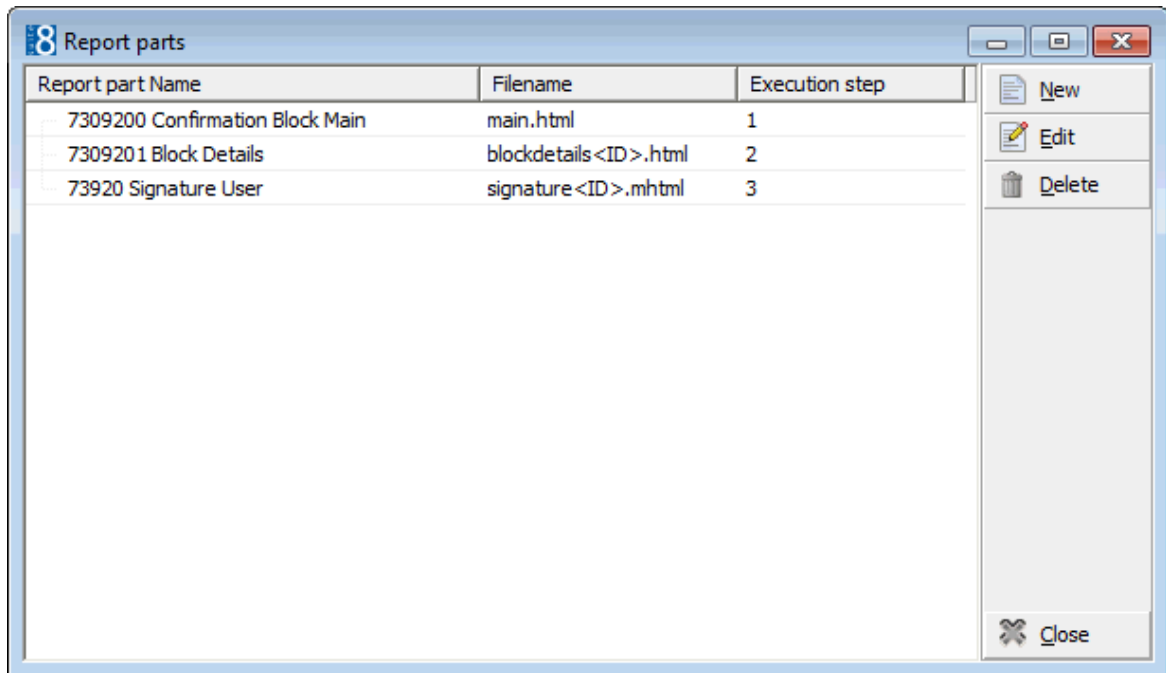 8 Report parts
Report part Name Filename Execution step
New
7309200 Confirmation Block Main main.html 1
Edit
7309201 Block Details blockdetails<ID>.html 2
Delete
73920 Signature User signature<ID>.mhtml 3
Close